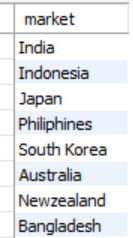 market
India
Indonesia
Japan
Philiphines
South Korea
Australia
Newzealand
Bangladesh